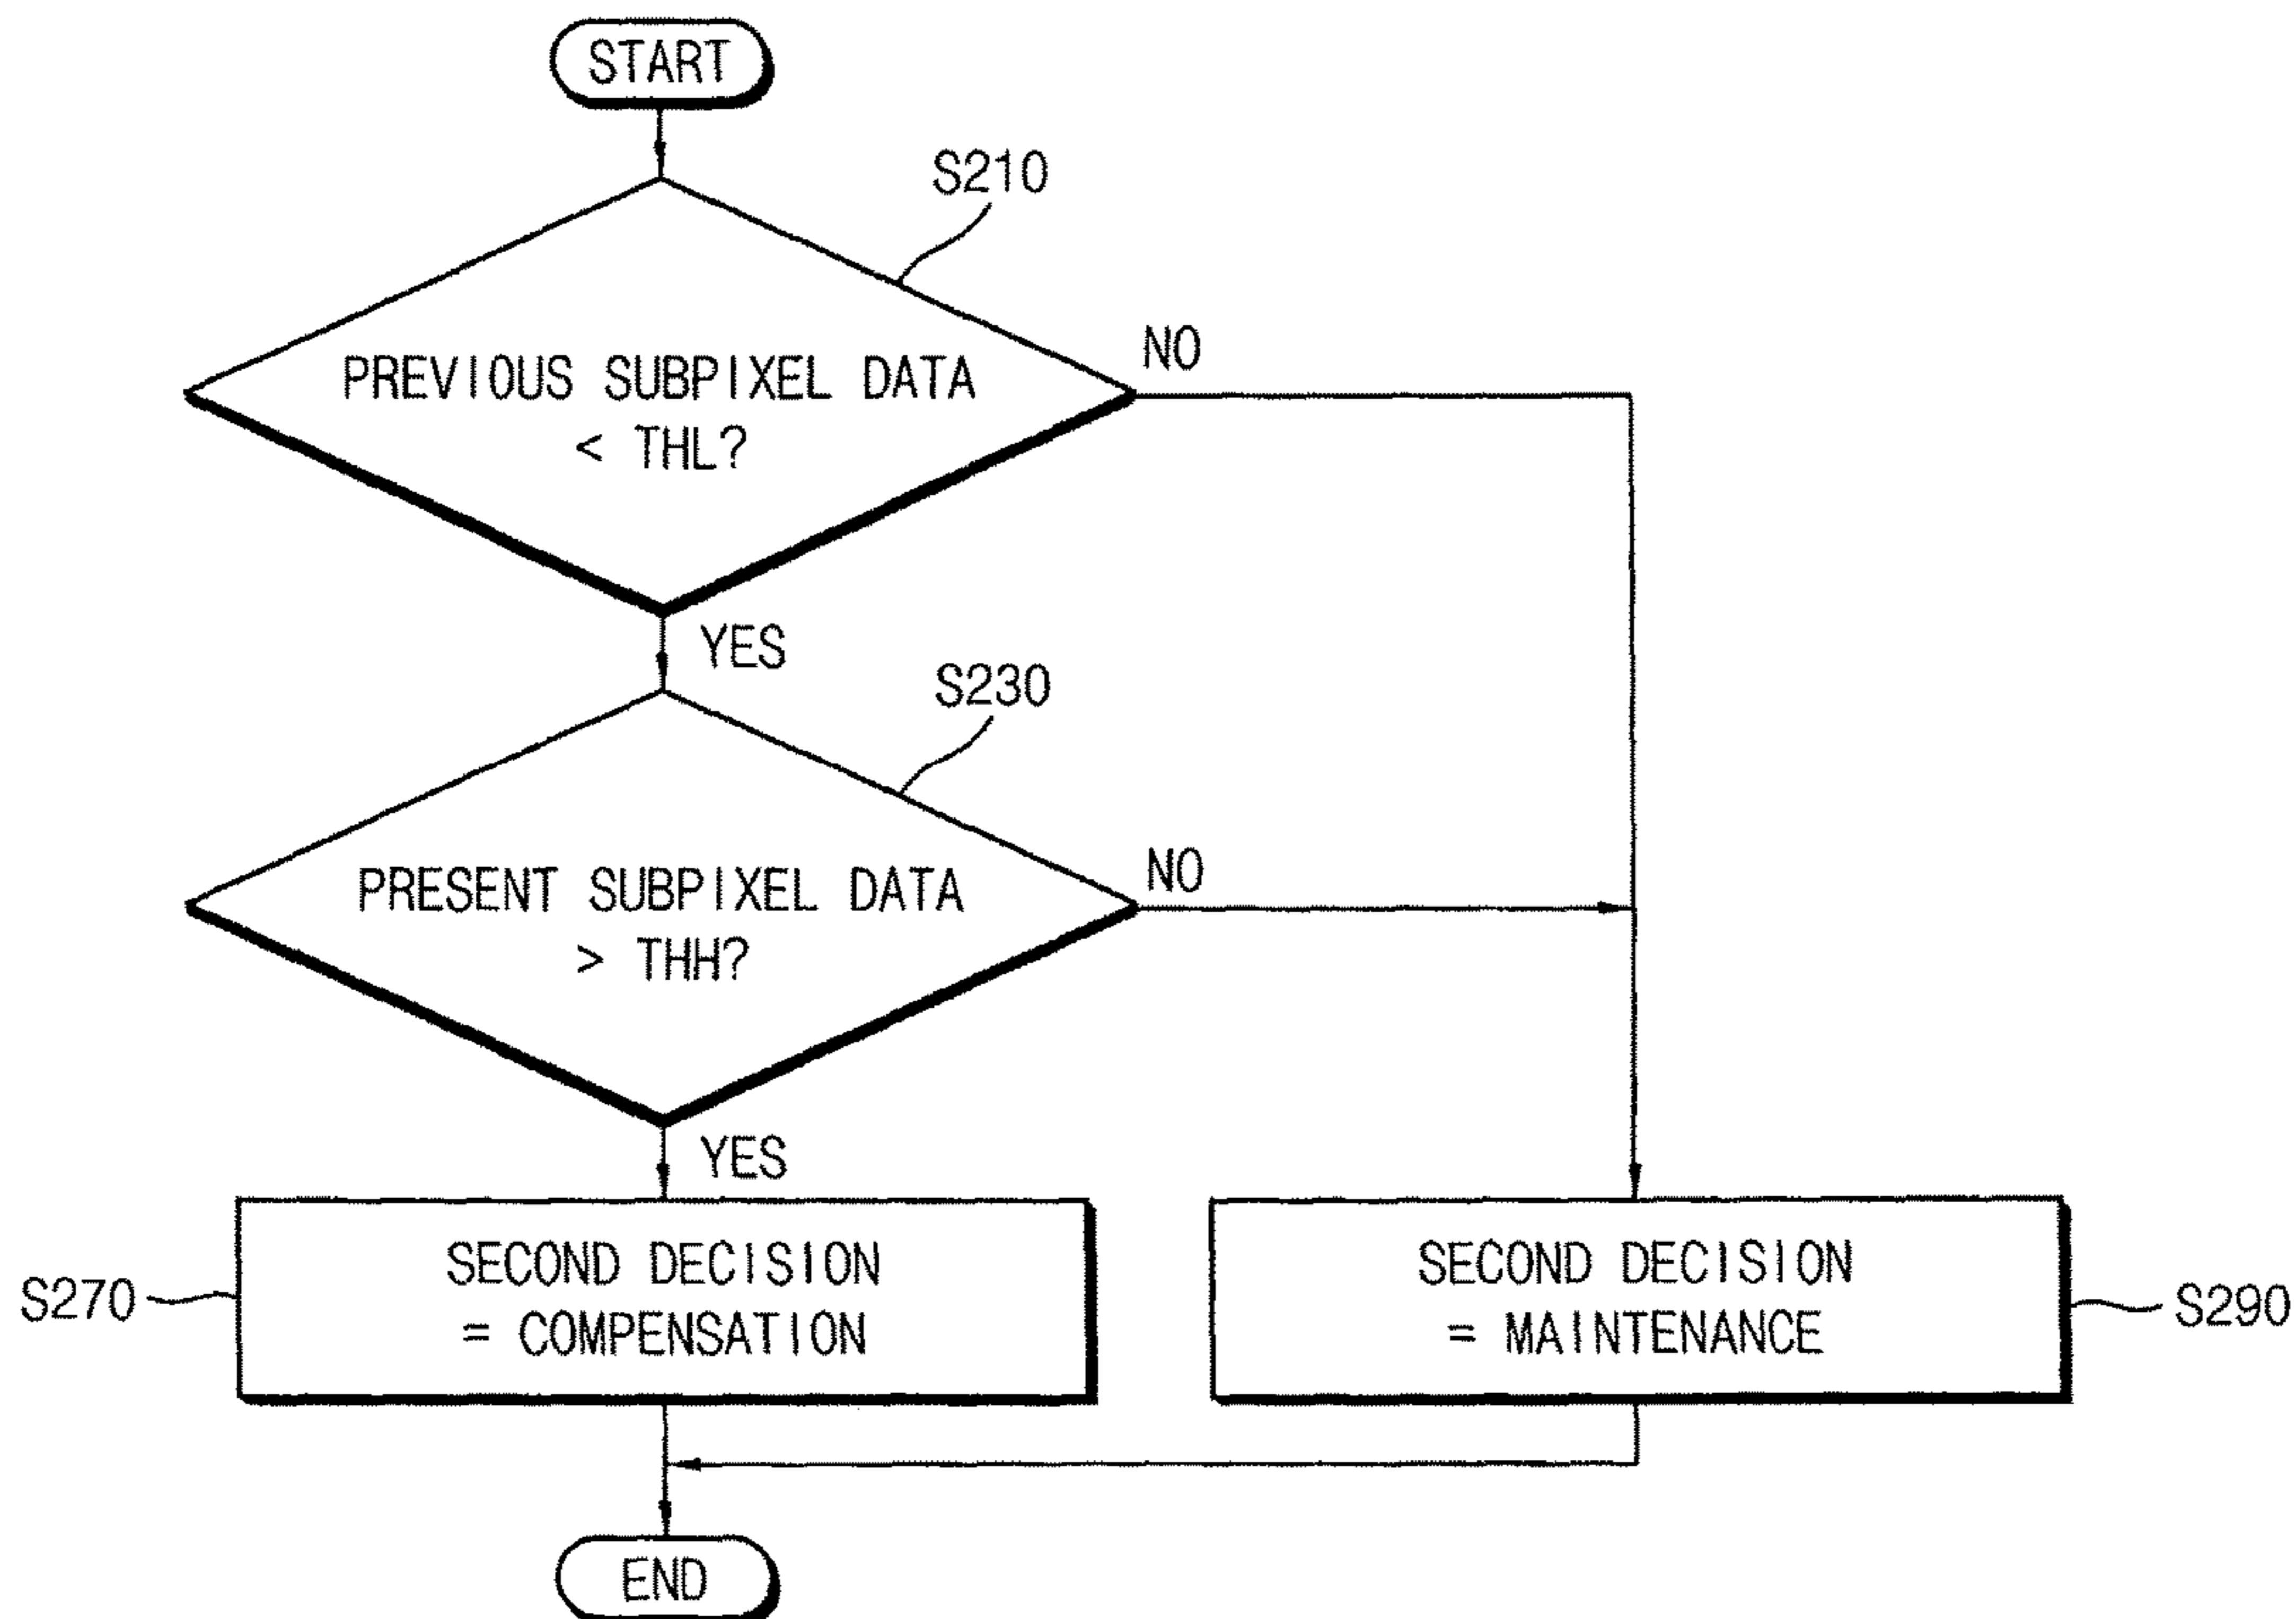 START
S210
PREVIOUS SUBPIXEL DATA
< THL?
NO
YES
S230
PRESENT SUBPIXEL DATA
> THH?
NO
YES
S270
SECOND DECISION
= COMPENSATION
SECOND DECISION
= MAINTENANCE
S290
END